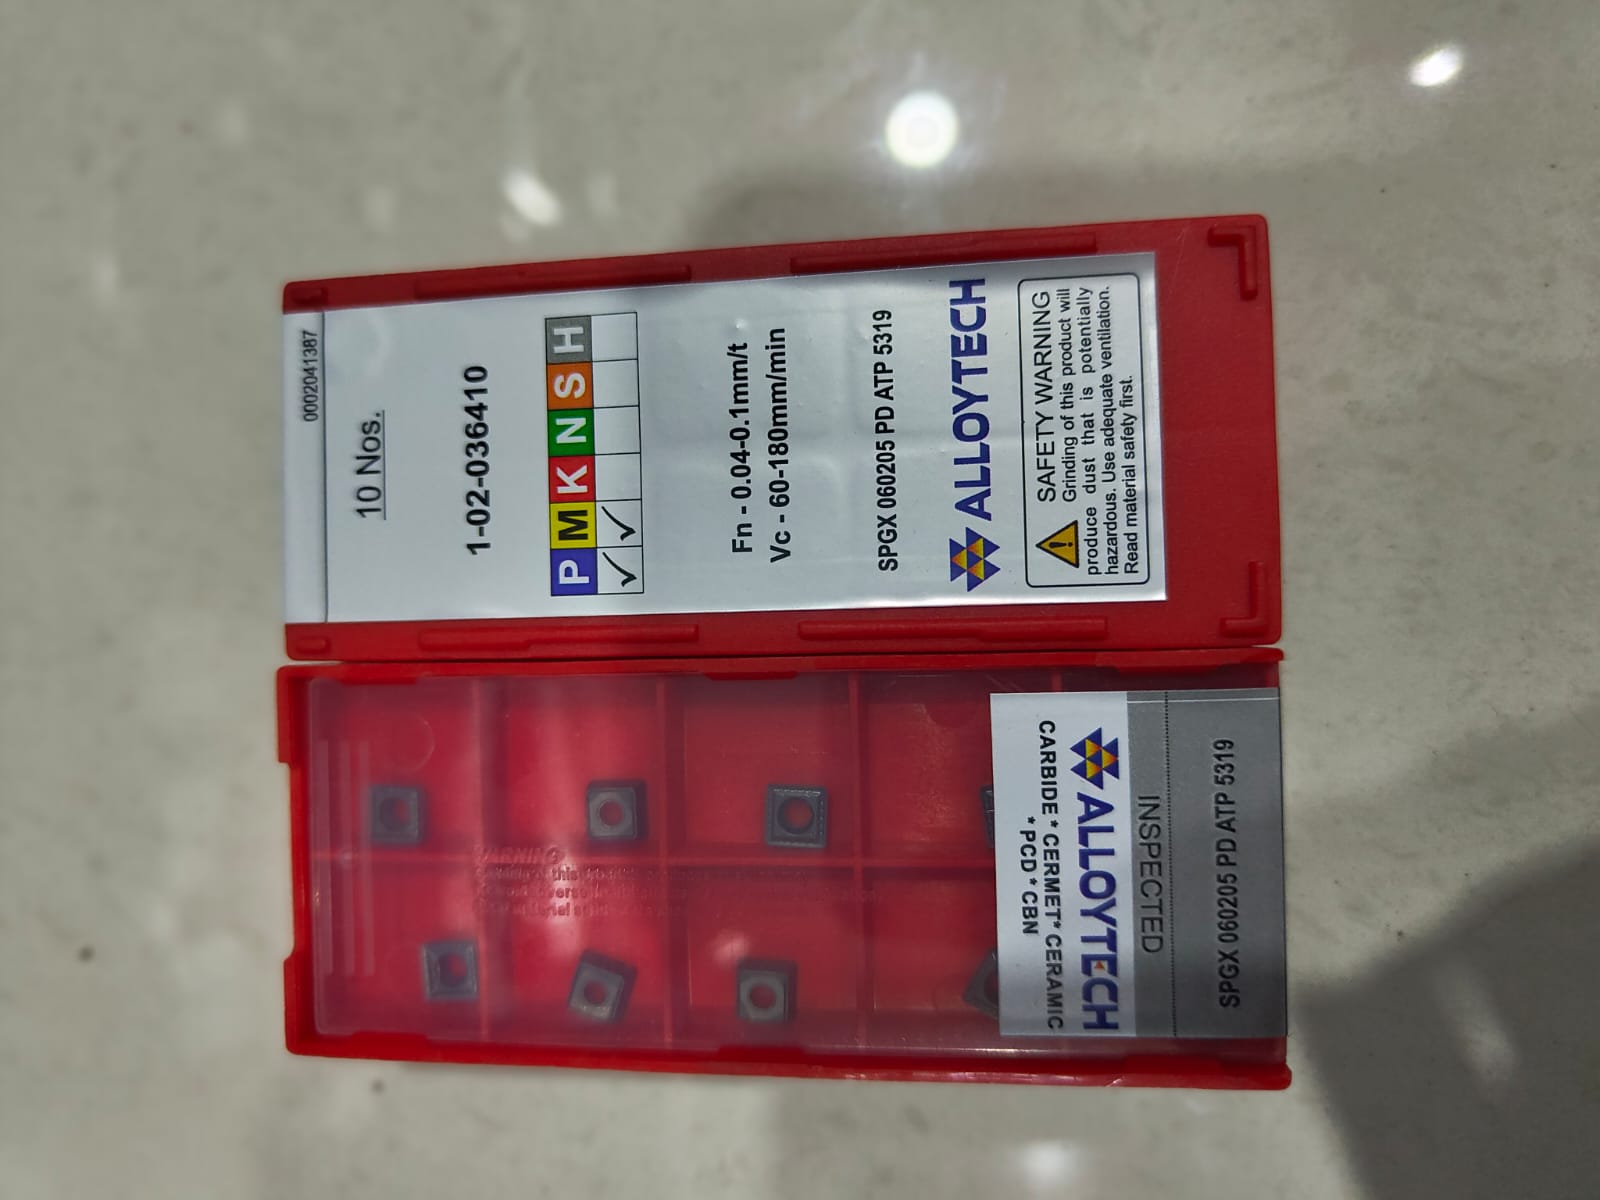 0002041387
10 Nos.
1-02-036410
P M K N S H
✓ ✓
Fn - 0.04-0.1mm/t
Vc - 60-180mm/min
SPGX 060205 PD ATP 5319
ALLOYTECH
SAFETY WARNING
Grinding of this product will
produce dust that is potentially
hazardous. Use adequate ventilation.
Read material safety first.
ALLOYTECH
CARBIDE * CERMET* CERAMIC
* PCD * CBN
INSPECTED
SPGX 060205 PD ATP 5319
WARNING
this